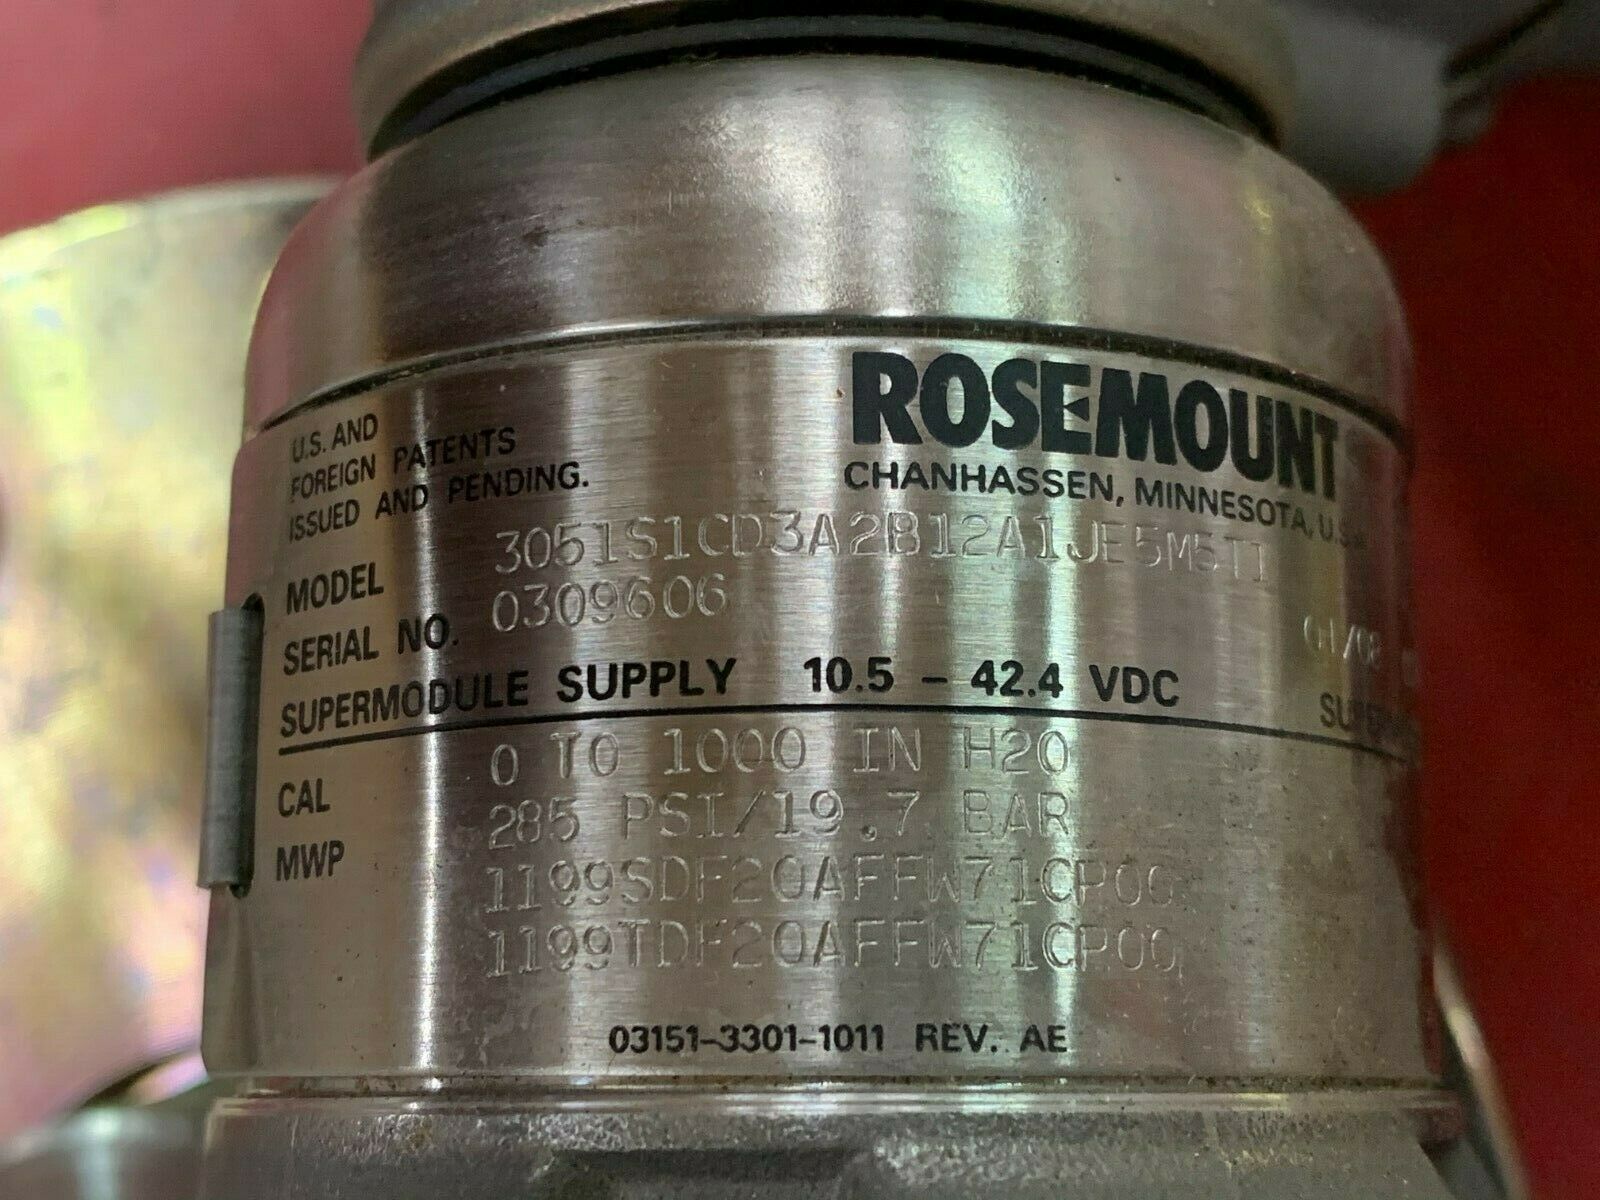 ROSEMOUNT
CHANHASSEN, MINNESOTA, U.S.A.
U.S. AND
FOREIGN PATENTS
ISSUED AND PENDING.
MODEL 3051S1CD3A2B12A1JE5M5TI
SERIAL NO. 0309606
SUPERMODULE SUPPLY 10.5 – 42.4 VDC
CAL 0 TO 1000 IN H2O
MWP 285 PSI/19.7 BAR
1199SDF20AFFW71CP00
1199TDF20AFFW71CP00
03151-3301-1011 REV. AE